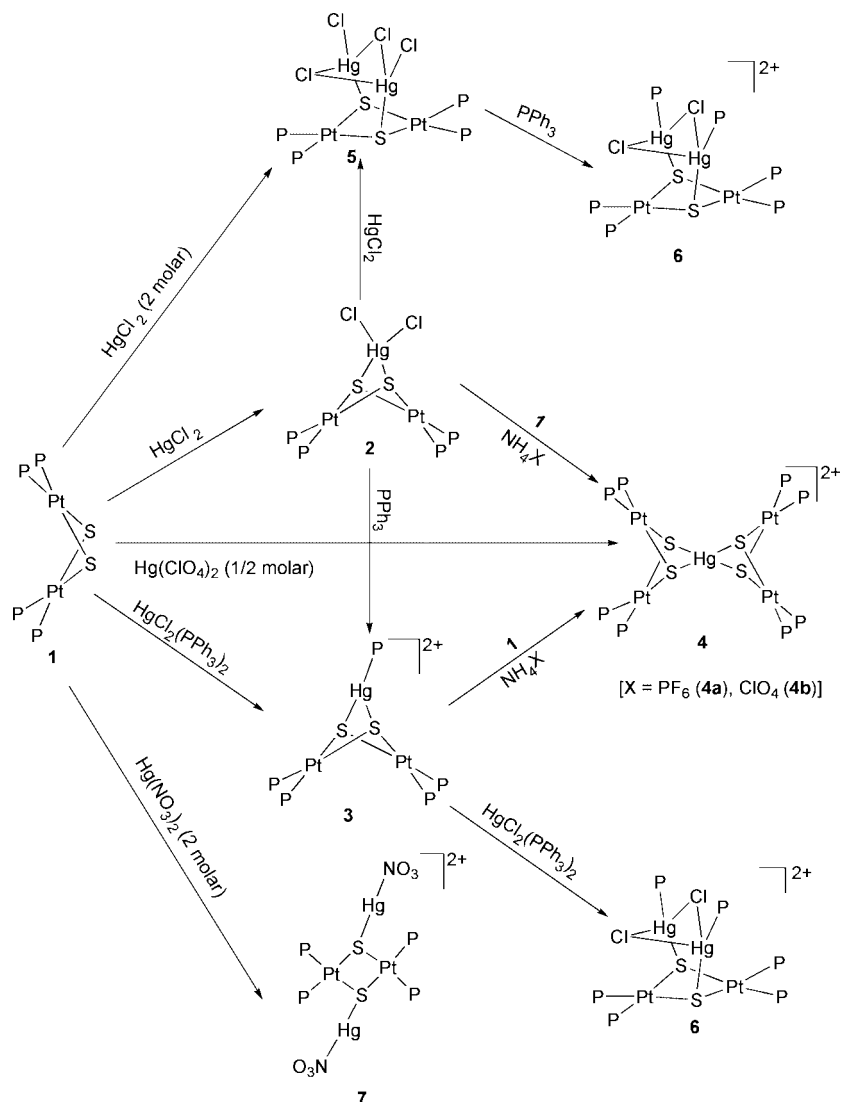 Cl
Cl
Hg
Cl
Cl
Hg
S
P
P
Pt
S
Pt
P
P
5
PPh3
2+
P
Cl
Hg
P
Cl
Hg
S
P
P
Pt
S
Pt
P
P
6
HgCl2 (2 molar)
HgCl2
Cl
Cl
Hg
S
S
Pt
Pt
P
P
P
P
2
HgCl2
1
NH4X
PPh3
P
P
Pt
S
S
Pt
P
P
1
Hg(ClO4)2 (1/2 molar)
2+
P
P
P
P
Pt
Pt
S
S
Hg
S
S
Pt
Pt
P
P
P
P
4
[X = PF6 (4a), ClO4 (4b)]
HgCl2(PPh3)2
1
NH4X
2+
P
Hg
S
S
Pt
Pt
P
P
P
P
3
Hg(NO3)2 (2 molar)
HgCl2(PPh3)2
2+
NO3
Hg
P
S
P
Pt
Pt
P
S
P
Hg
O3N
7
2+
P
Cl
Hg
P
Cl
Hg
S
P
P
Pt
S
Pt
P
P
6